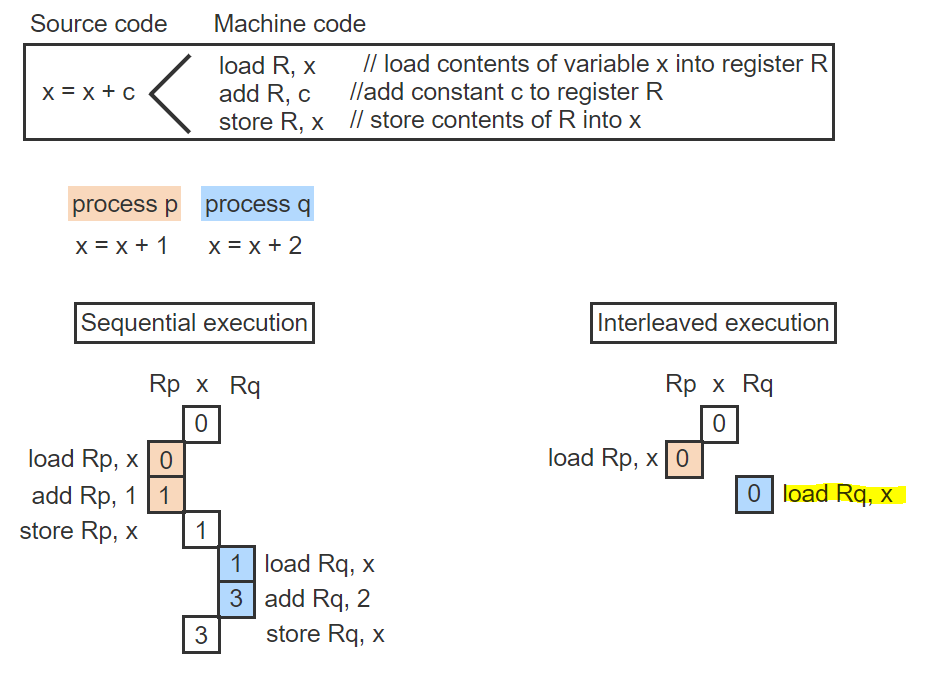 Source code Machine code
load R, x // load contents of variable x into register R
x = x + c add R, c //add constant c to register R
store R, x // store contents of R into x
process p process q
x = x + 1 x = x + 2
Sequential execution Interleaved execution
Rp x Rq Rp x Rq
0 0
load Rp, x 0 load Rp, x 0
add Rp, 1 1 0 load Rq, x
store Rp, x 1
1 load Rq, x
3 add Rq, 2
3 store Rq, x